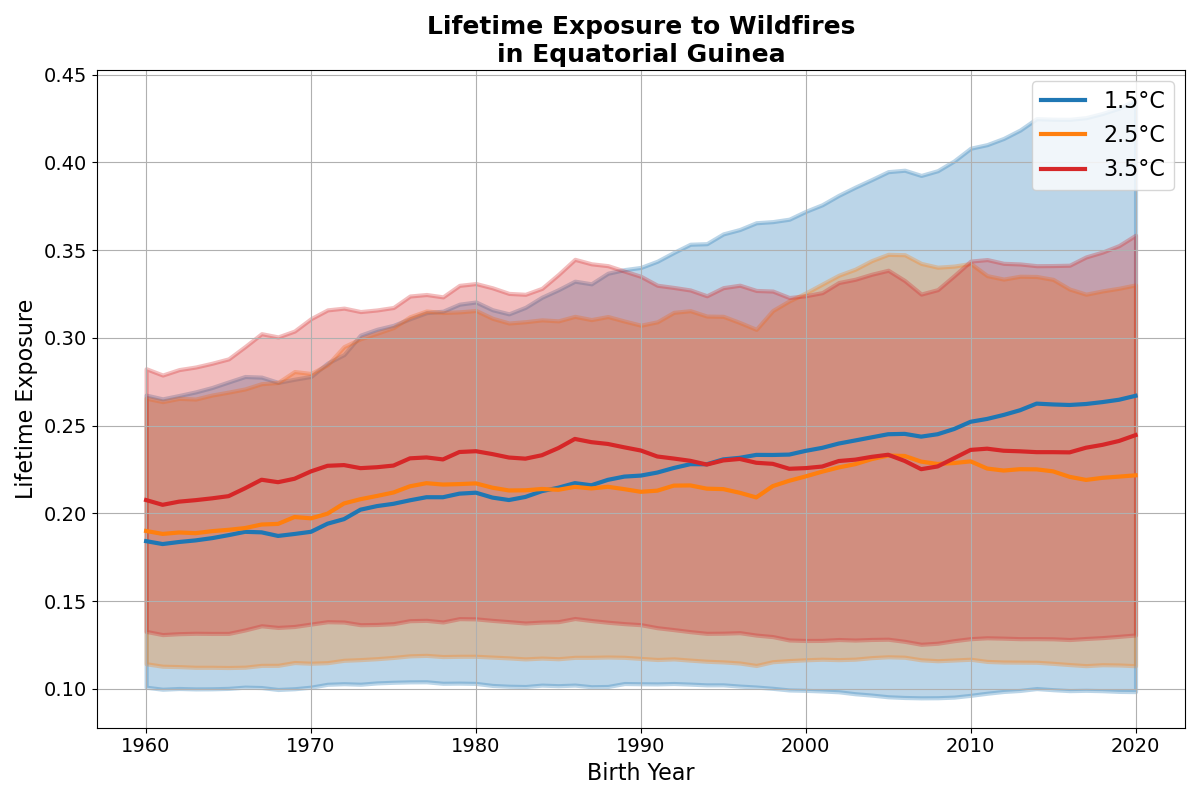 Lifetime Exposure to Wildfires
in Equatorial Guinea
0.45
0.40
0.35
0.30
0.25
0.20
0.15
0.10
Lifetime Exposure
1.5°C
2.5°C
3.5°C
1960
1970
1980
1990
2000
2010
2020
Birth Year